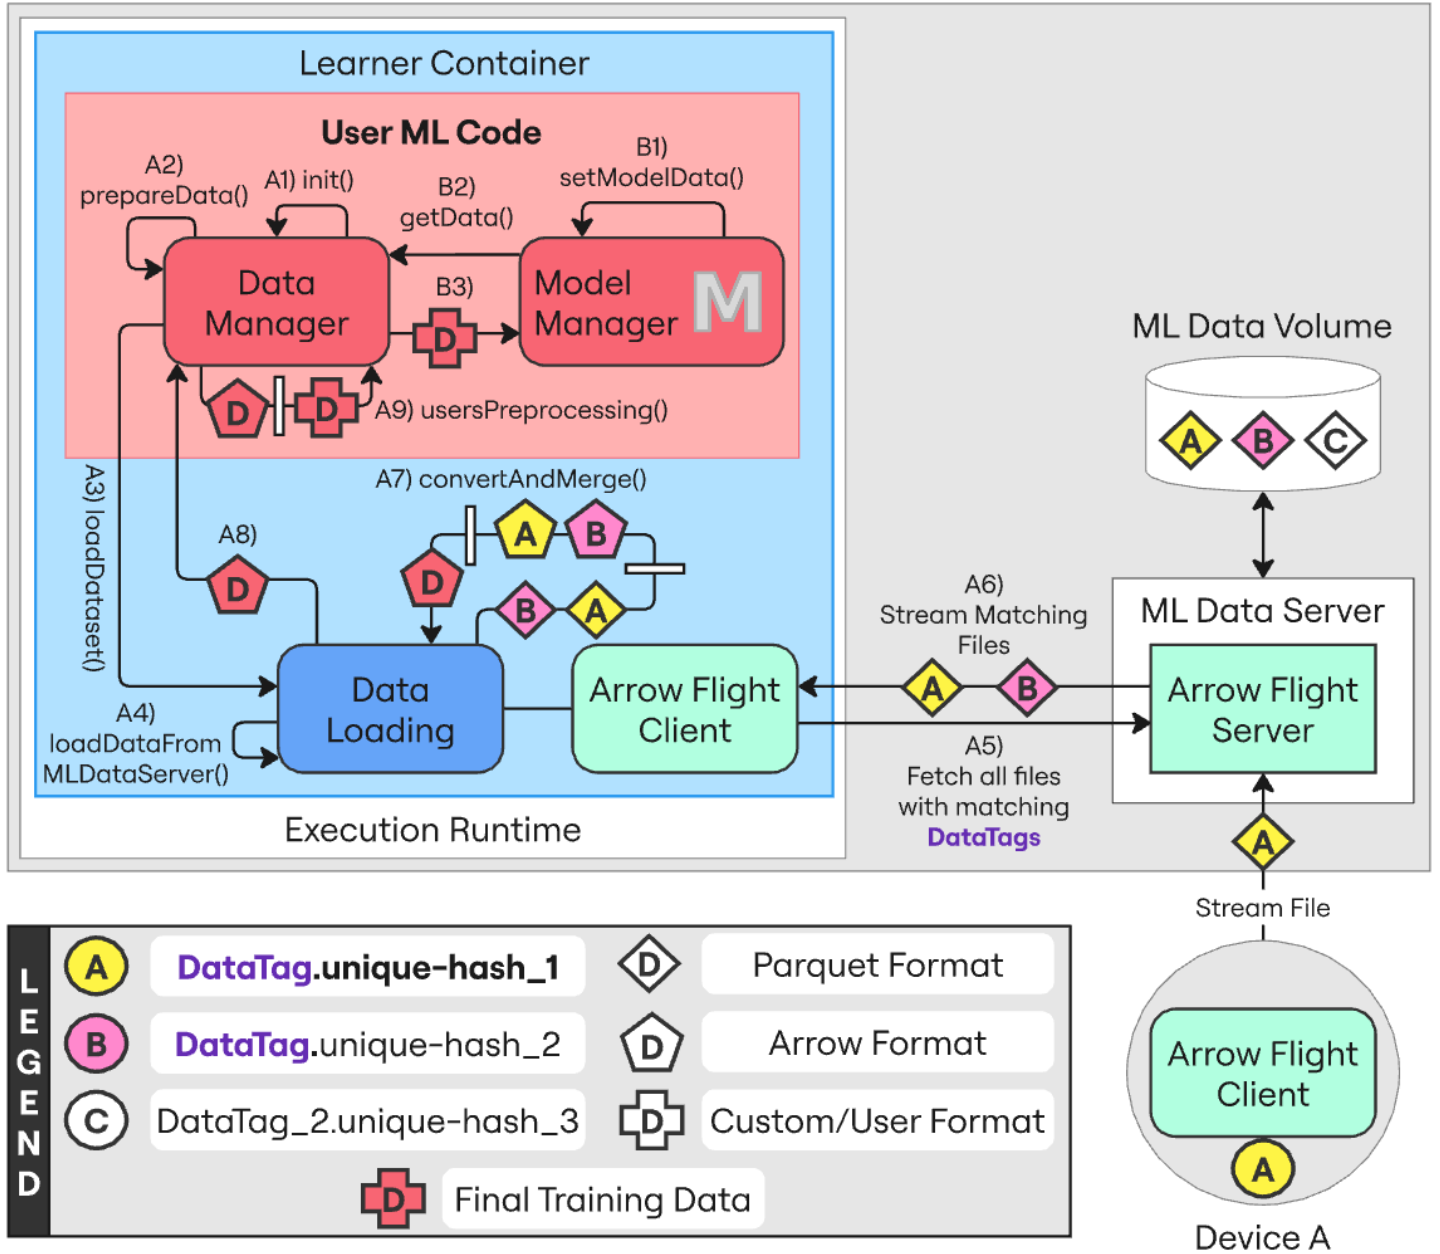 Learner Container
User ML Code
A1) init()
A2)
prepareData()
B1)
setModelData()
B2)
getData()
Data
Manager
B3)
D
Model
Manager
M
D
D
A9) usersPreprocessing()
A3) loadDataset()
A7) convertAndMerge()
A8)
D
D
A
B
B
A
Data
Loading
A4)
loadDataFrom
MLDataServer()
Arrow Flight
Client
Execution Runtime
A6)
Stream Matching
Files
A
B
A5)
Fetch all files
with matching
DataTags
ML Data Volume
A
B
C
ML Data Server
Arrow Flight
Server
A
Stream File
Arrow Flight
Client
A
Device A
LEGEND
A
DataTag.unique-hash_1
B
DataTag.unique-hash_2
C
DataTag_2.unique-hash_3
D
Parquet Format
D
Arrow Format
D
Custom/User Format
D
Final Training Data